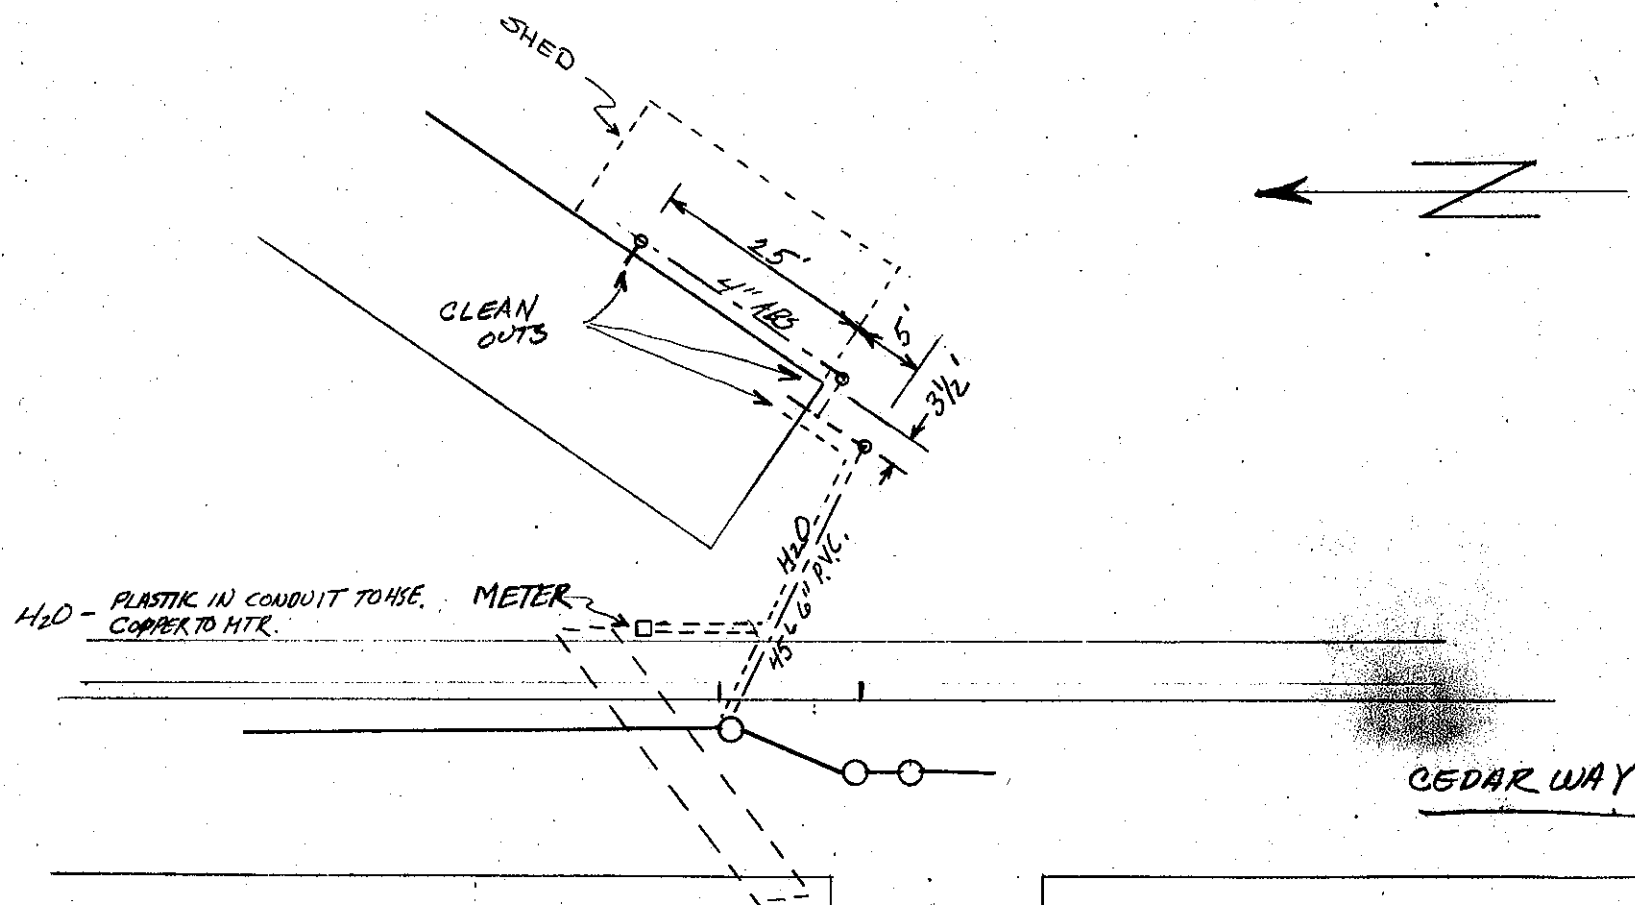 SHED
25'
4" ABS
5'
3½'
CLEAN
OUTS
H2O
P.V.C.
45' 6"
H2O - PLASTIC IN CONDUIT TO HSE.
COPPER TO MTR.
METER
CEDAR WAY
N